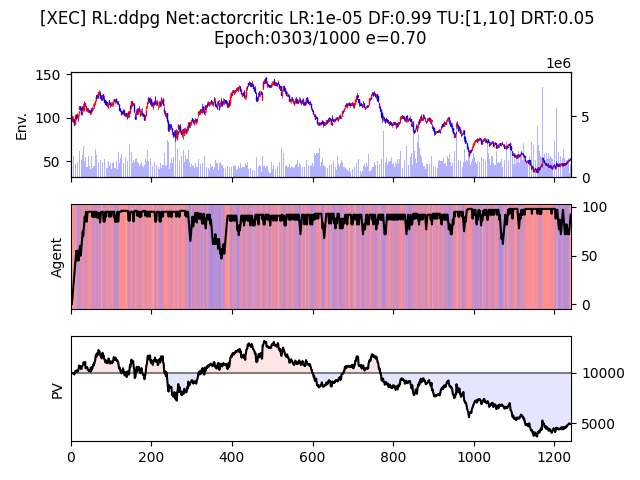 [XEC] RL:ddpg Net:actorcritic LR:1e-05 DF:0.99 TU:[1,10] DRT:0.05
Epoch:0303/1000 e=0.70
1e6
150
100
50
Env.
5
0
Agent
100
50
0
PV
10000
5000
0 200 400 600 800 1000 1200